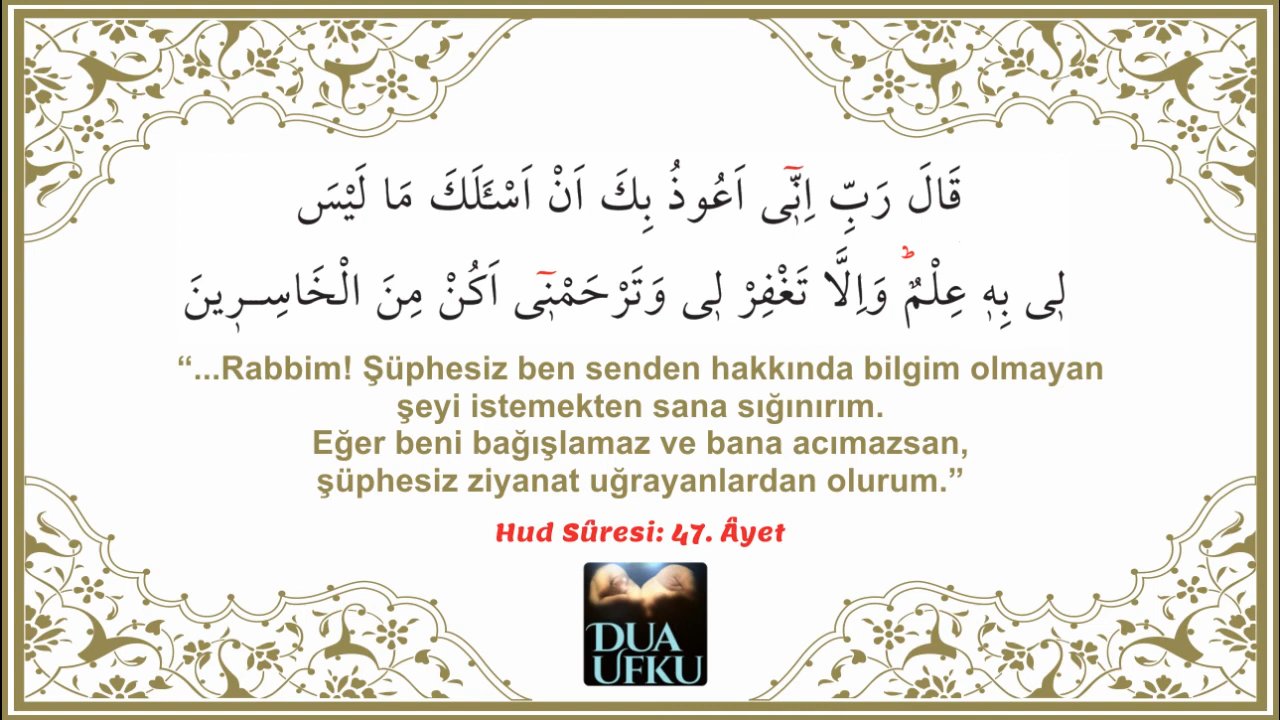 قَالَ رَبِّ اِنّٖٓى اَعُوذُ بِكَ اَنْ اَسْـَٔلَكَ مَا لَيْسَ
لٖى بِهٖ عِلْمٌؕ وَاِلَّا تَغْفِرْ لٖى وَتَرْحَمْنٖٓى اَكُنْ مِنَ الْخَاسِرٖينَ
“...Rabbim! Şüphesiz ben senden hakkında bilgim olmayan
şeyi istemekten sana sığınırım.
Eğer beni bağışlamaz ve bana acımazsan,
şüphesiz ziyanat uğrayanlardan olurum.”
Hud Sûresi: 47. Âyet
DUA
UFKU